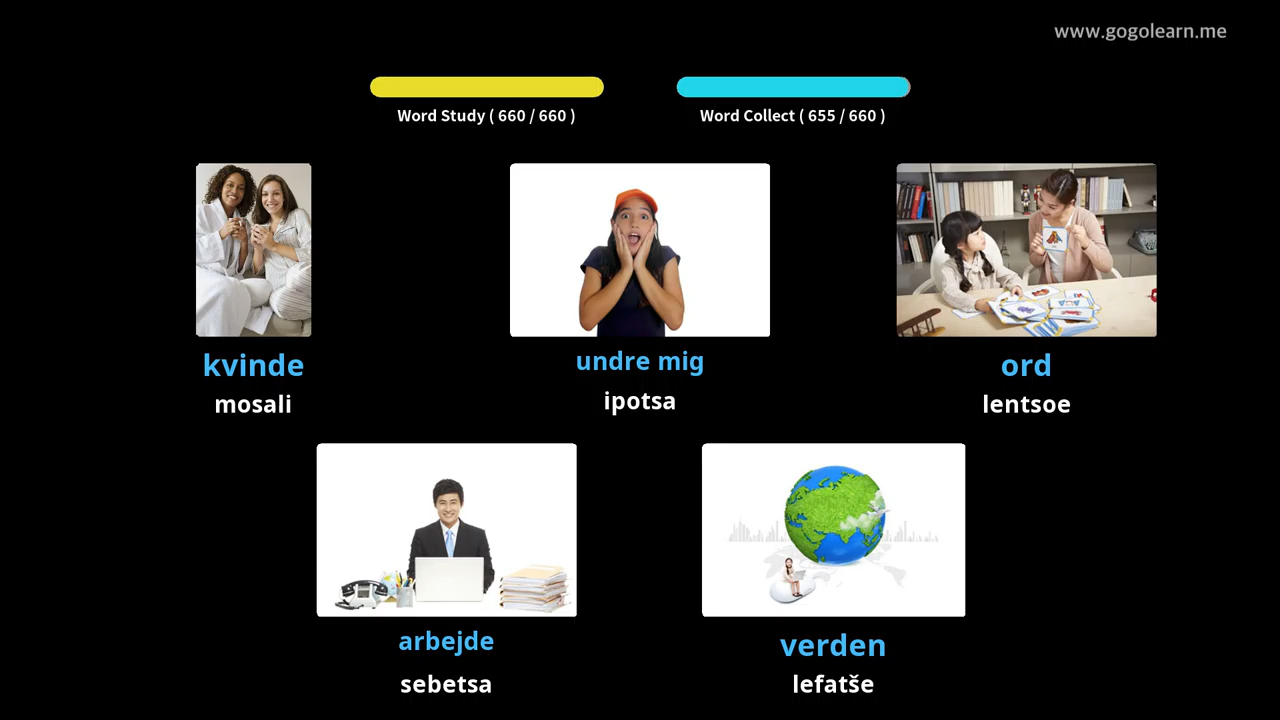 www.gogolearn.me
Word Study ( 660 / 660 )
Word Collect ( 655 / 660 )
kvinde
mosali
undre mig
ipotsa
ord
lentsoe
arbejde
sebetsa
verden
lefatše